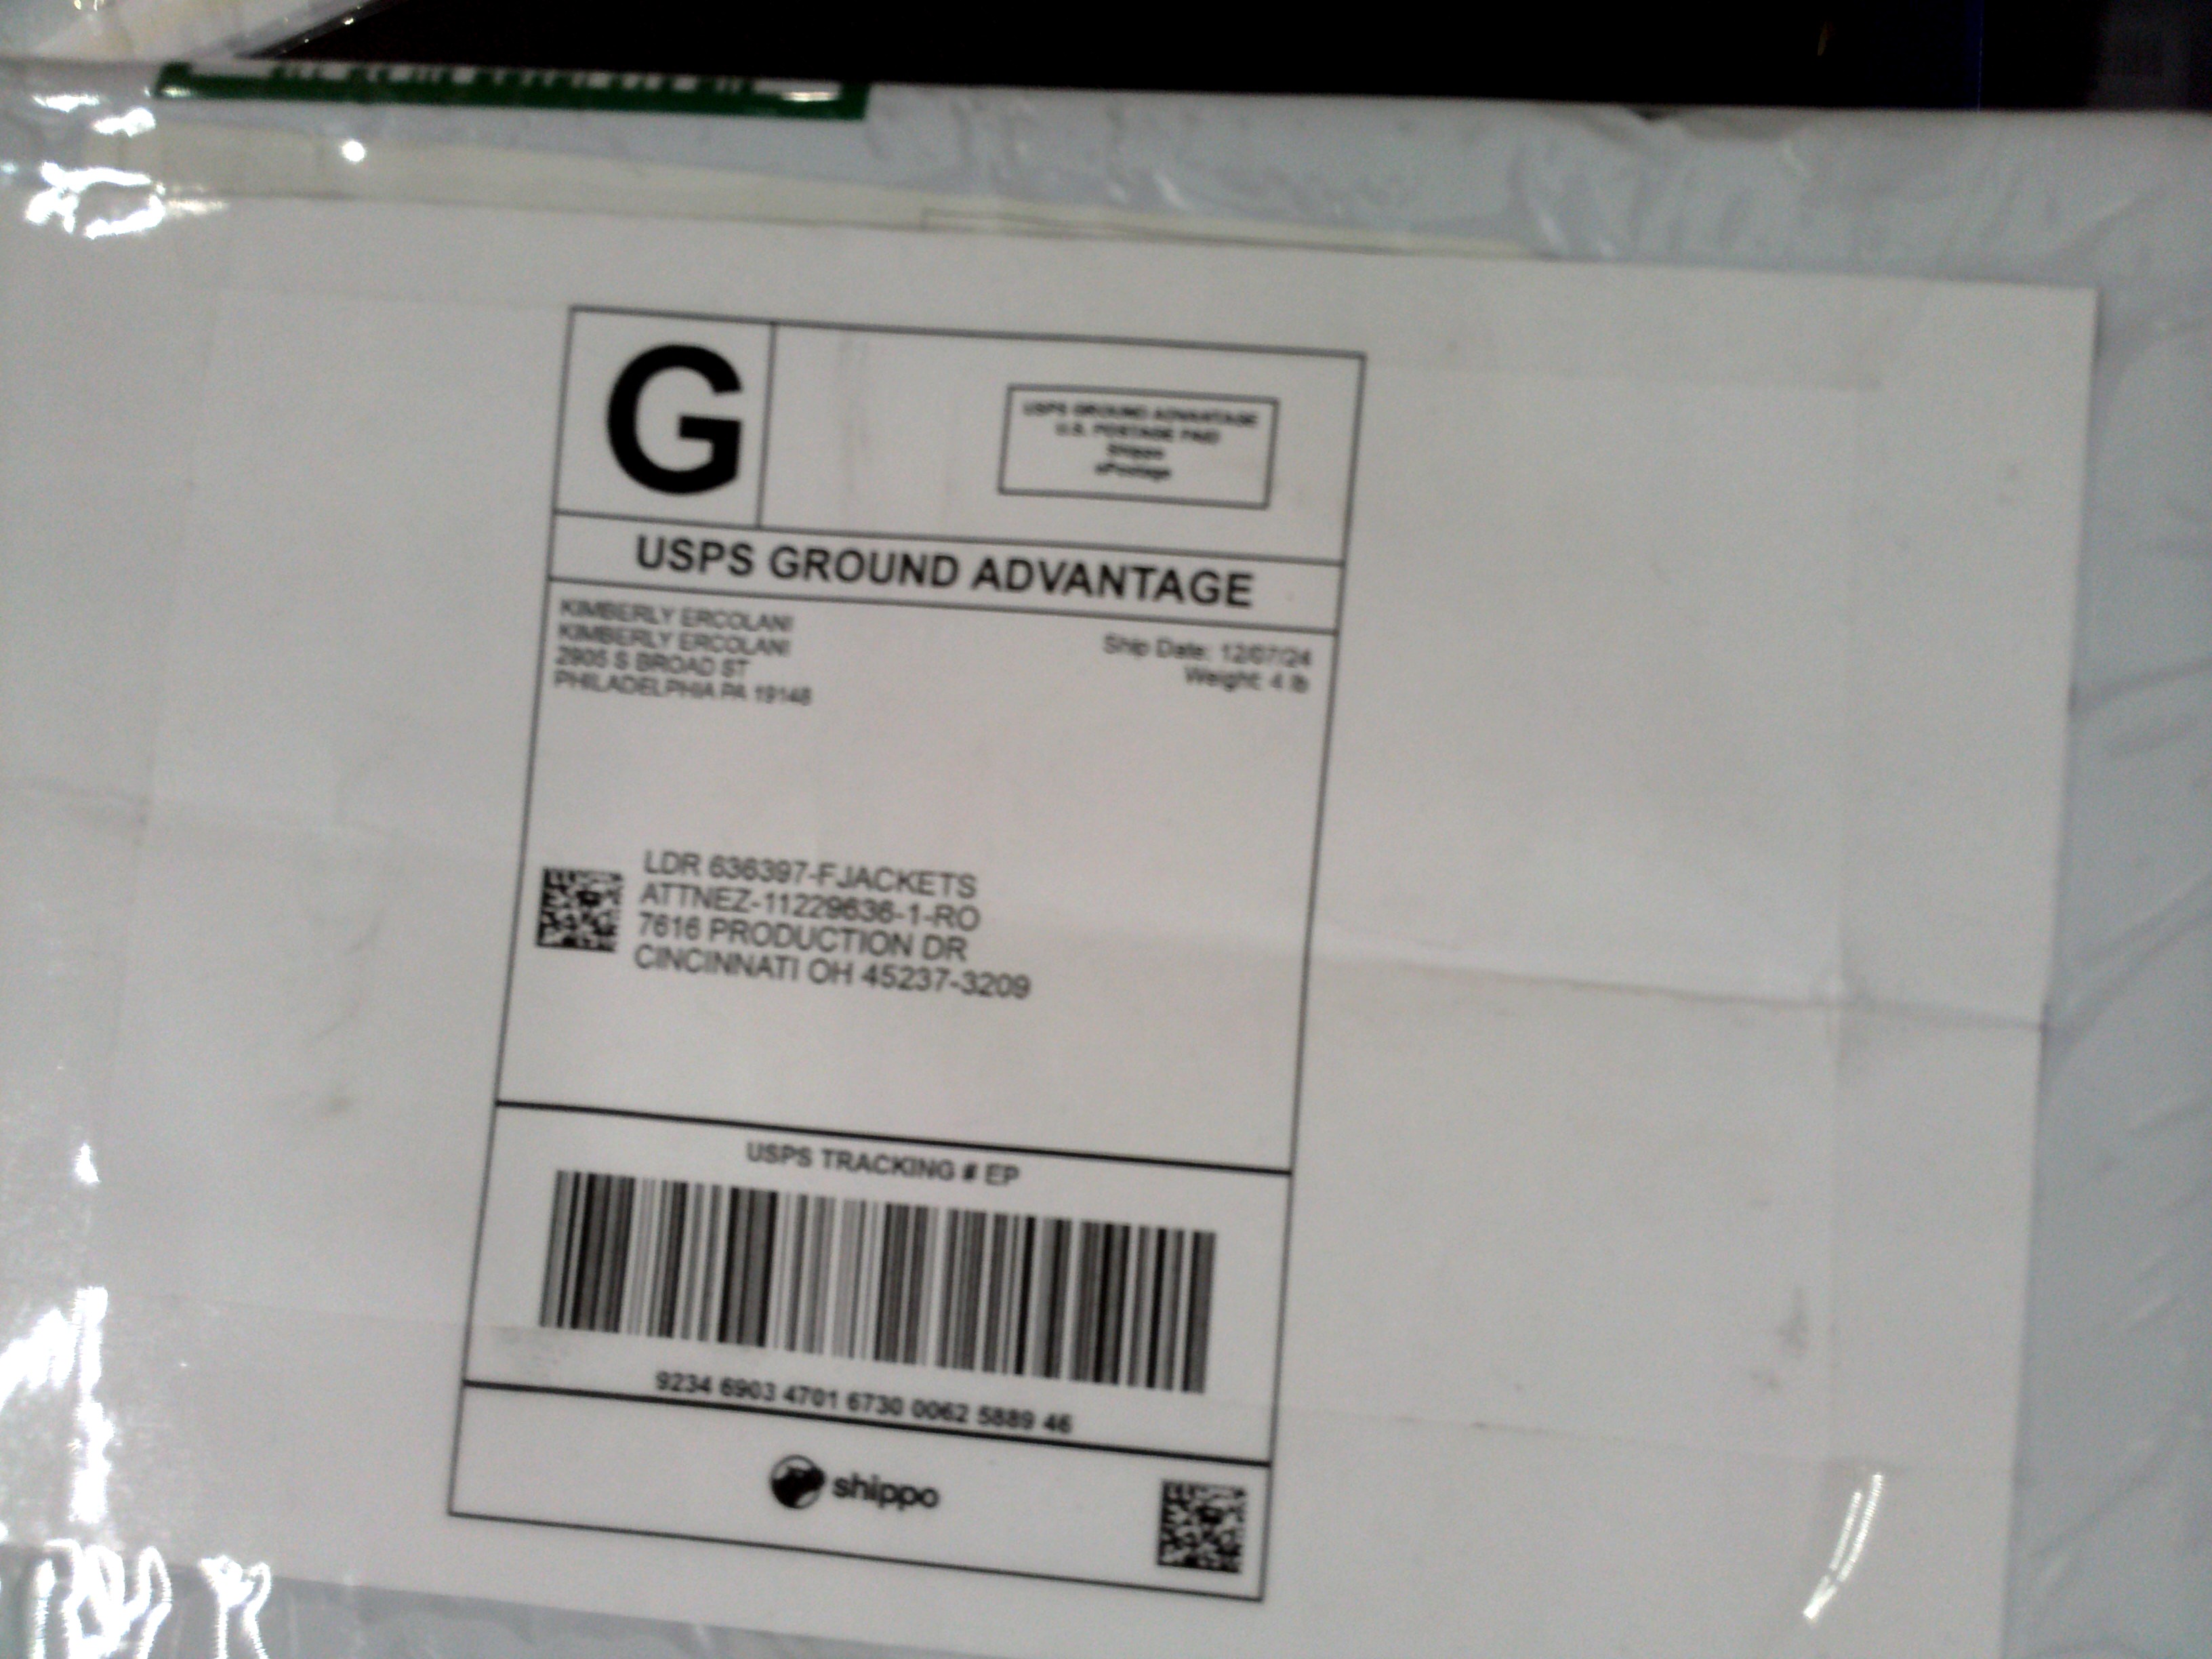 G
USPS GROUND ADVANTAGE
U.S. POSTAGE PAID
Shippo
ePostage
USPS GROUND ADVANTAGE
KIMBERLY ERCOLANI
KIMBERLY ERCOLANI
2905 S BROAD ST
PHILADELPHIA PA 19148
Ship Date: 12/07/24
Weight: 4 lb
LDR 636397-FJACKETS
ATTNEZ-11229636-1-RO
7616 PRODUCTION DR
CINCINNATI OH 45237-3209
USPS TRACKING # EP
9234 6903 4701 6730 0062 5889 46
shippo